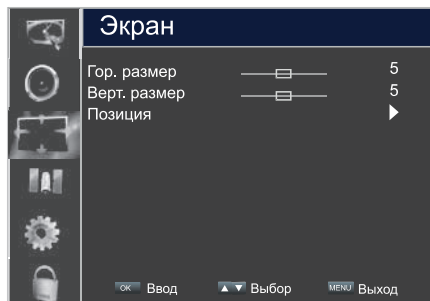 Экран
Гор. размер 5
Верт. размер 5
Позиция
OK Ввод ▲ ▼ Выбор MENU Выход